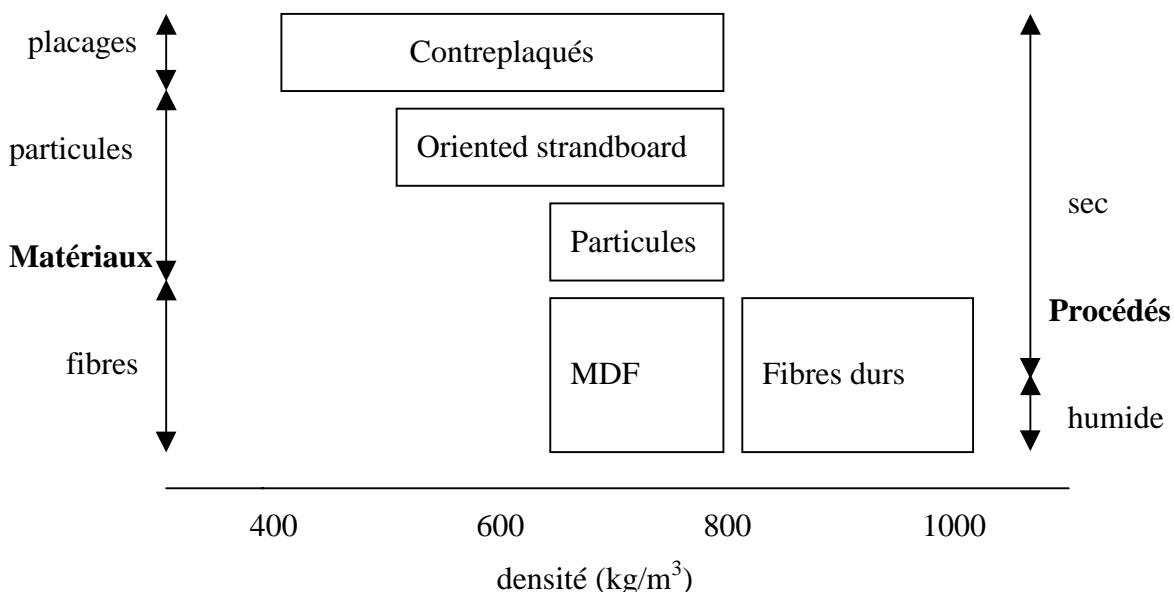 placages
Contreplaqués
particules
Oriented strandboard
sec
Particules
Matériaux
Procédés
fibres
MDF
Fibres durs
humide
400 600 800 1000
densité (kg/m³)